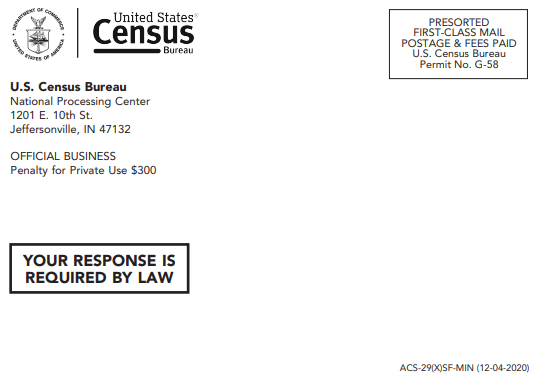 DEPARTMENT OF COMMERCE
UNITED STATES OF AMERICA
United States®
Census
Bureau
PRESORTED
FIRST-CLASS MAIL
POSTAGE & FEES PAID
U.S. Census Bureau
Permit No. G-58
U.S. Census Bureau
National Processing Center
1201 E. 10th St.
Jeffersonville, IN 47132
OFFICIAL BUSINESS
Penalty for Private Use $300
YOUR RESPONSE IS
REQUIRED BY LAW
ACS-29(X)SF-MIN (12-04-2020)